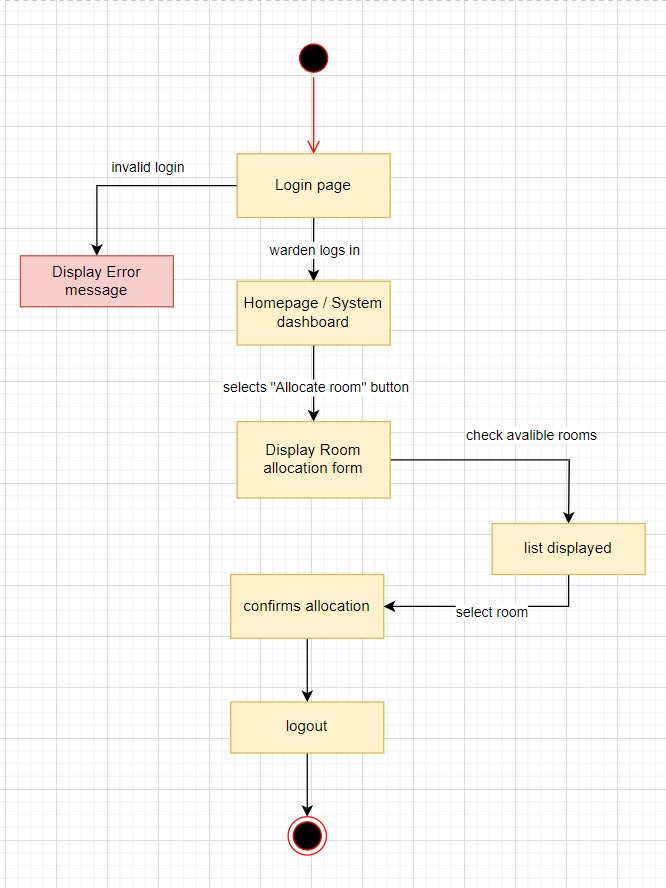 invalid login
Login page
warden logs in
Display Error
message
Homepage / System
dashboard
selects "Allocate room" button
check avalible rooms
Display Room
allocation form
list displayed
confirms allocation
select room
logout